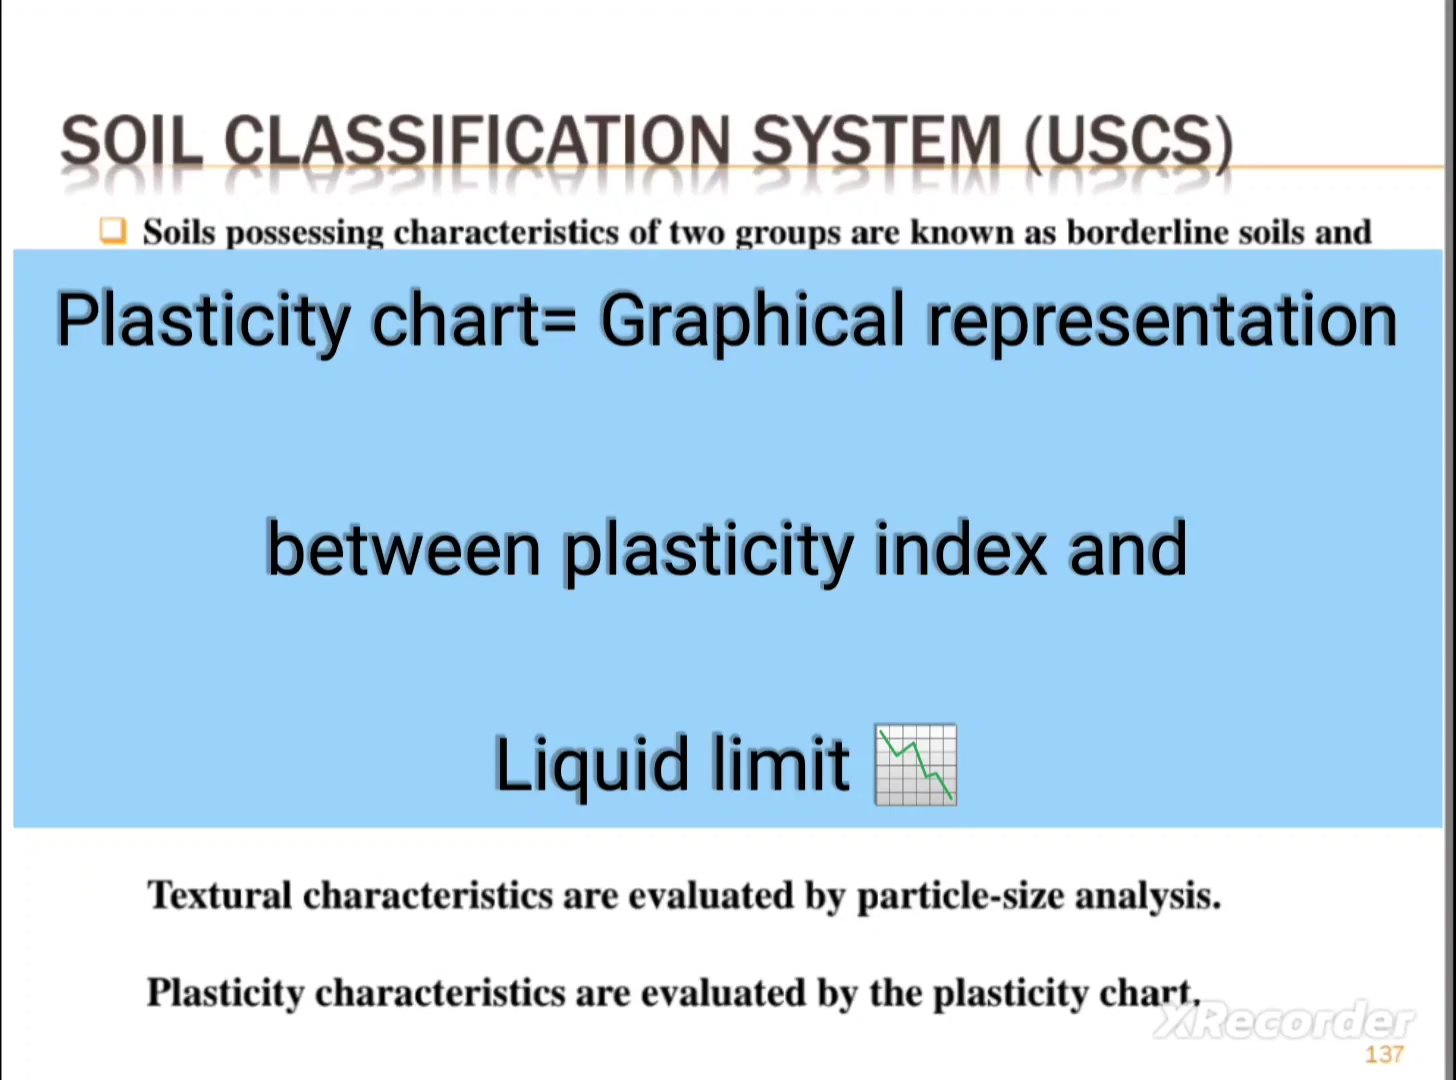 SOIL CLASSIFICATION SYSTEM (USCS)
Soils possessing characteristics of two groups are known as borderline soils and
Plasticity chart= Graphical representation
between plasticity index and
Liquid limit
Textural characteristics are evaluated by particle-size analysis.
Plasticity characteristics are evaluated by the plasticity chart.
XRecorder
137